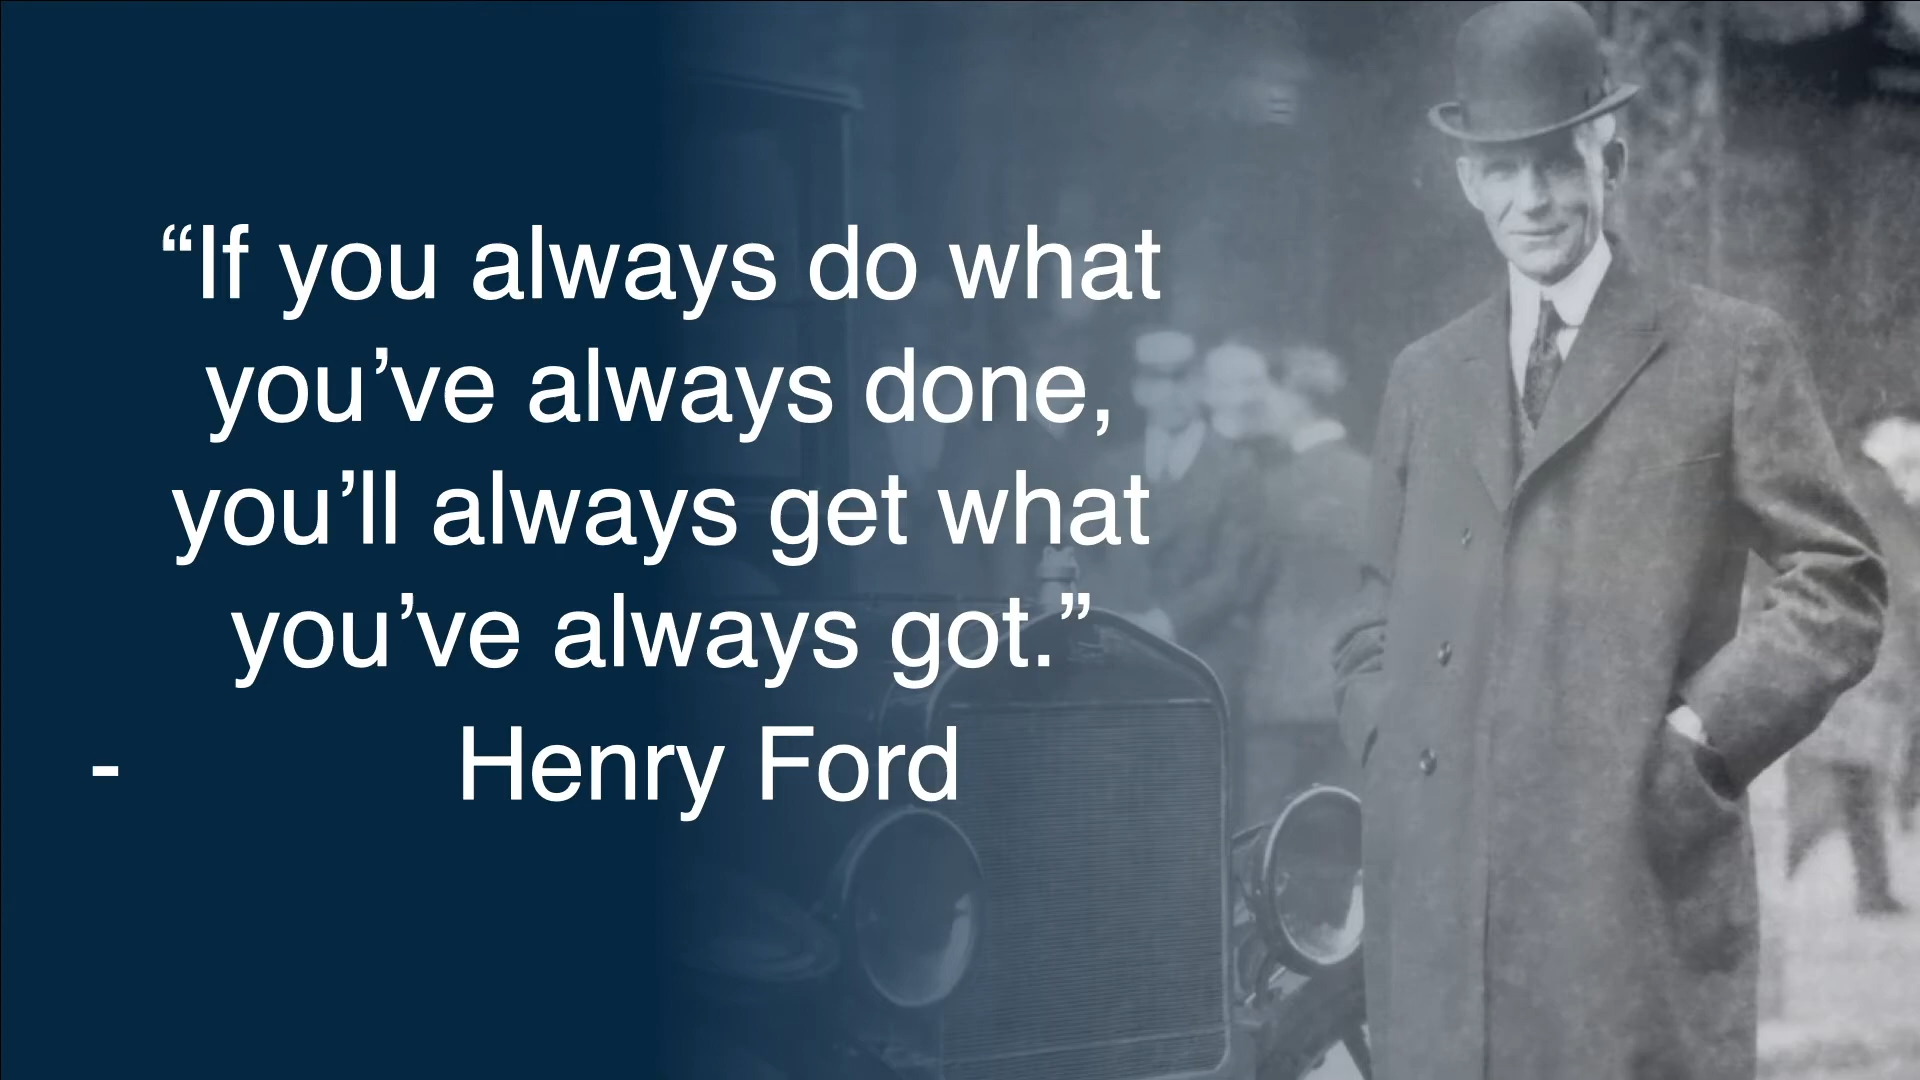 “If you always do what
you’ve always done,
you’ll always get what
you’ve always got.”
- Henry Ford